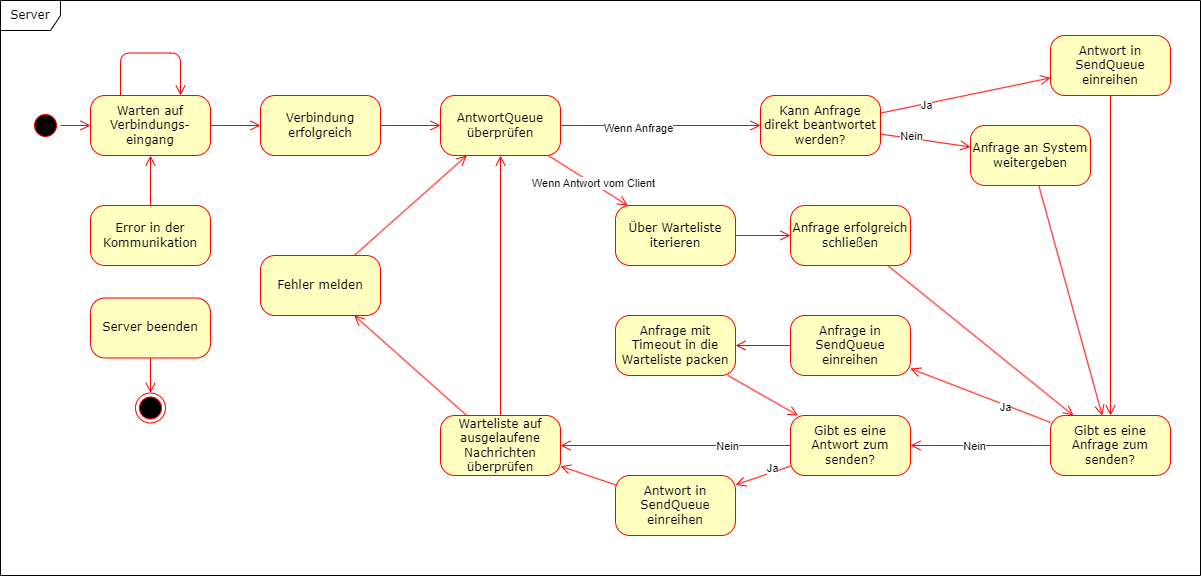 Server
Antwort in
SendQueue
einreihen
Warten auf
Verbindungs-
eingang
Verbindung
erfolgreich
AntwortQueue
überprüfen
Wenn Anfrage
Kann Anfrage
direkt beantwortet
werden?
Ja
Nein
Anfrage an System
weitergeben
Wenn Antwort vom Client
Error in der
Kommunikation
Über Warteliste
iterieren
Anfrage erfolgreich
schließen
Fehler melden
Server beenden
Anfrage mit
Timeout in die
Warteliste packen
Anfrage in
SendQueue
einreihen
Ja
Warteliste auf
ausgelaufene
Nachrichten
überprüfen
Nein
Gibt es eine
Antwort zum
senden?
Nein
Gibt es eine
Anfrage zum
senden?
Ja
Antwort in
SendQueue
einreihen